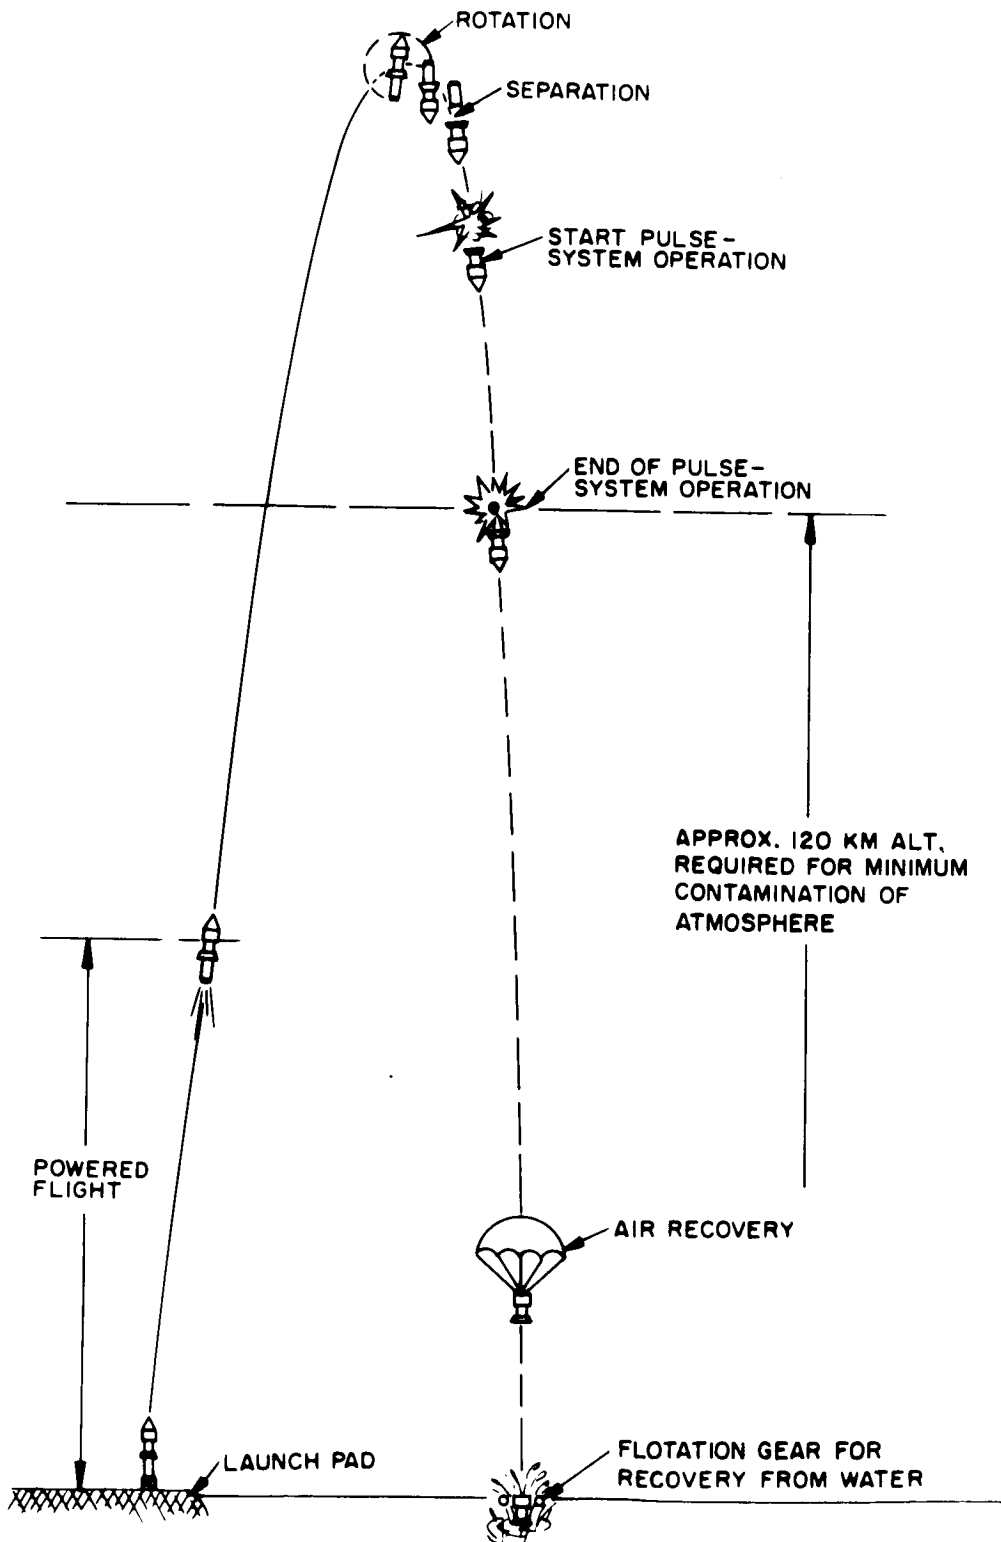 ROTATION
SEPARATION
START PULSE-
SYSTEM OPERATION
END OF PULSE-
SYSTEM OPERATION
APPROX. 120 KM ALT.
REQUIRED FOR MINIMUM
CONTAMINATION OF
ATMOSPHERE
POWERED
FLIGHT
AIR RECOVERY
LAUNCH PAD
FLOTATION GEAR FOR
RECOVERY FROM WATER